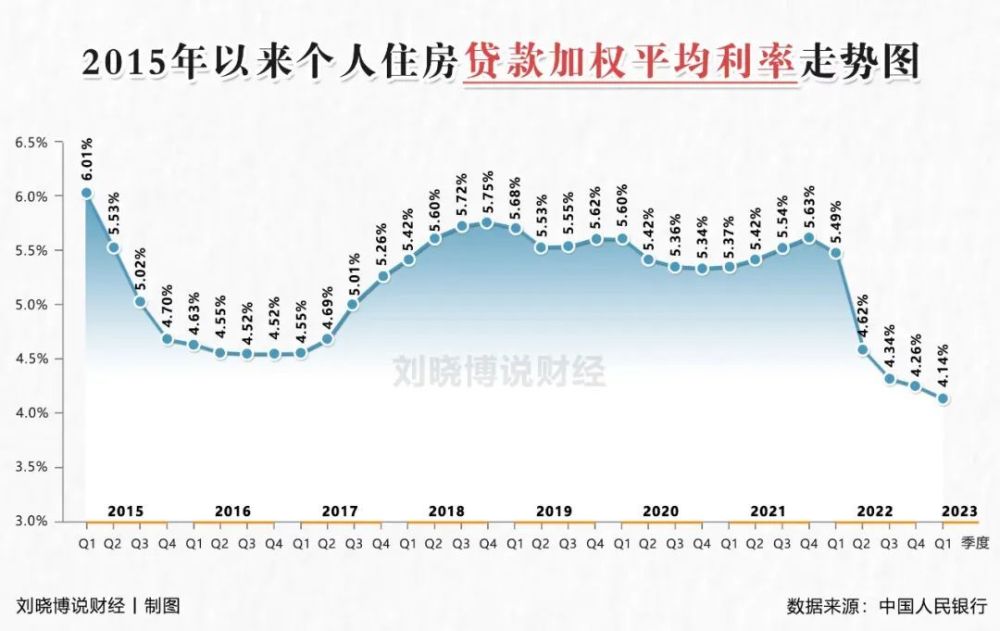 2015年以来个人住房贷款加权平均利率走势图
6.5%
6.0%
5.5%
5.0%
4.5%
4.0%
3.5%
3.0%
6.01% 5.53% 5.02% 4.70% 4.63% 4.55% 4.52% 4.52% 4.55% 4.69% 5.01% 5.26% 5.42% 5.60% 5.72% 5.75% 5.68% 5.53% 5.55% 5.62% 5.60% 5.42% 5.36% 5.34% 5.37% 5.42% 5.54% 5.63% 5.49% 4.62% 4.34% 4.26% 4.14%
刘晓博说财经
2015 2016 2017 2018 2019 2020 2021 2022 2023
Q1 Q2 Q3 Q4 Q1 Q2 Q3 Q4 Q1 Q2 Q3 Q4 Q1 Q2 Q3 Q4 Q1 Q2 Q3 Q4 Q1 Q2 Q3 Q4 Q1 Q2 Q3 Q4 Q1 Q2 Q3 Q4 Q1 季度
刘晓博说财经丨制图 数据来源：中国人民银行